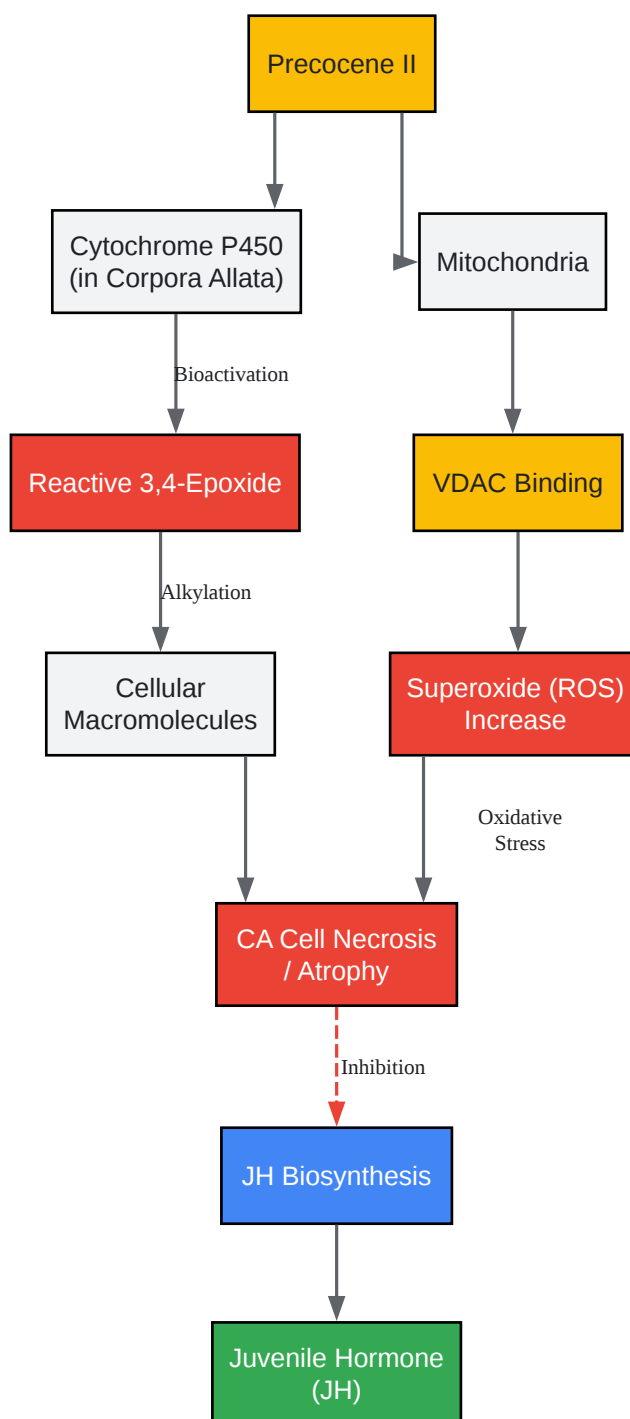 Precocene II
Cytochrome P450
(in Corpora Allata)
Mitochondria
Bioactivation
Reactive 3,4-Epoxide
VDAC Binding
Alkylation
Cellular
Macromolecules
Superoxide (ROS)
Increase
Oxidative
Stress
CA Cell Necrosis
/ Atrophy
Inhibition
JH Biosynthesis
Juvenile Hormone
(JH)